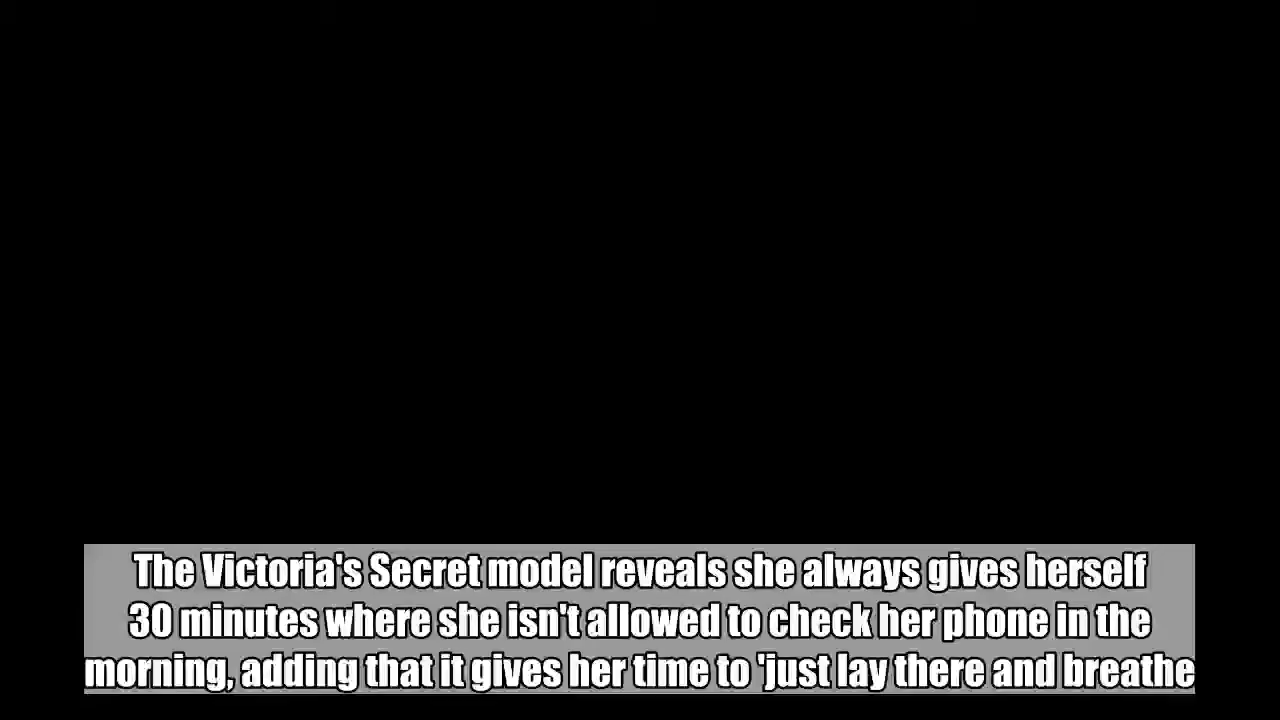 The Victoria's Secret model reveals she always gives herself
30 minutes where she isn't allowed to check her phone in the
morning, adding that it gives her time to 'just lay there and breathe